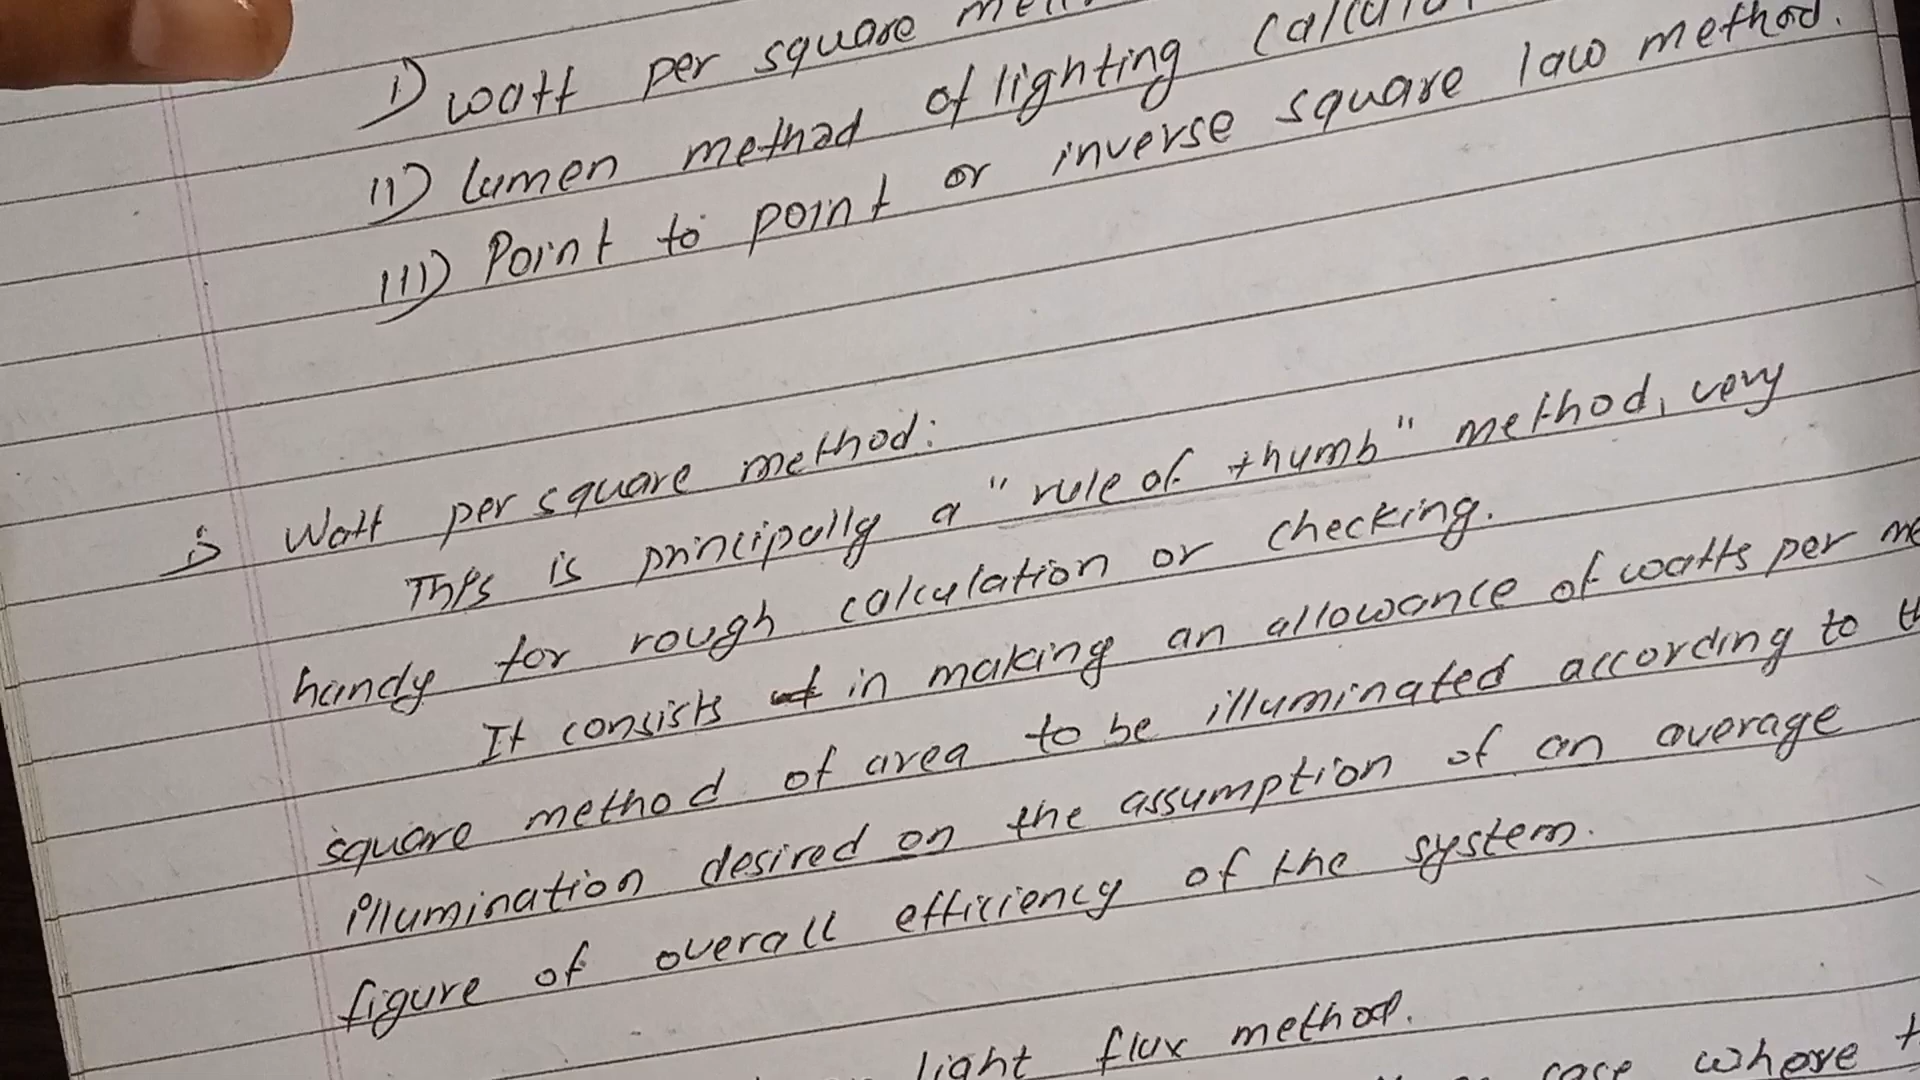 i) watt per square
ii) lumen method of lighting
iii) Point to point or inverse square law method.
i) Watt per square method:
This is principally a "rule of thumb" method, very
handy for rough calculation or checking.
It consists in making an allowance of watts per
square method of area to be illuminated according to
illumination desired on the assumption of an average
figure of overall efficiency of the system.
light flux method.
case where